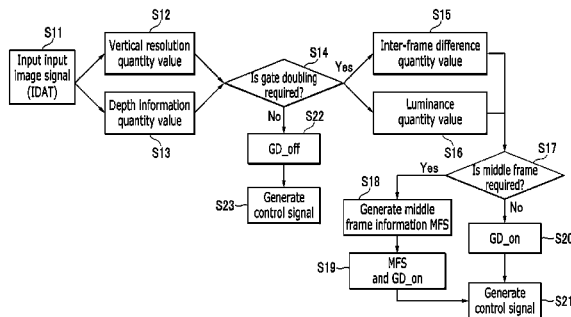 S11
Input input
image signal
(IDAT)
S12
Vertical resolution
quantity value
Depth information
quantity value
S13
S14
Is gate doubling
required?
Yes
No
S15
Inter-frame difference
quantity value
Luminance
quantity value
S16
S22
GD_off
S23
Generate
control signal
S17
Is middle frame
required?
Yes
No
S18
Generate middle
frame information MFS
S19
MFS
and GD_on
GD_on
S20
Generate
control signal
S21